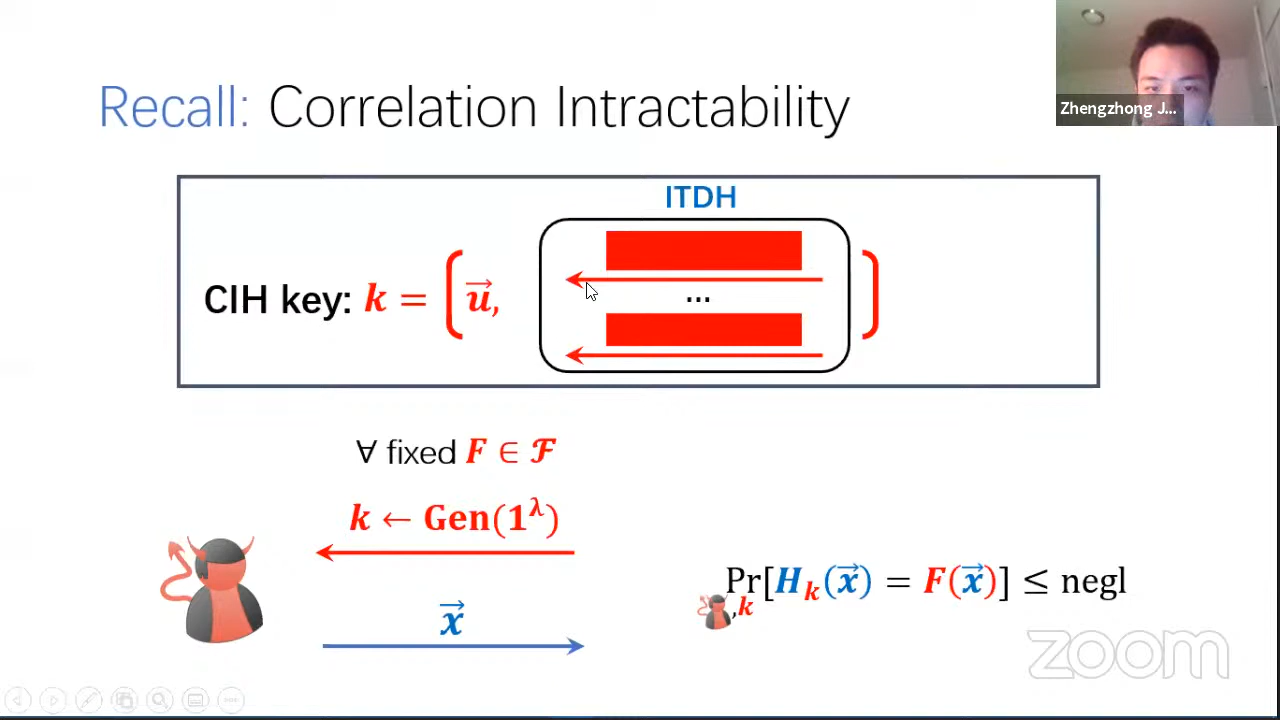 Recall: Correlation Intractability
Zhengzhong J...
ITDH
CIH key: k = ( u⃗,
...
)
∀ fixed F ∈ ℱ
k ← Gen(1^λ)
x⃗
Pr[H_k(x⃗) = F(x⃗)] ≤ negl
,k
zoom